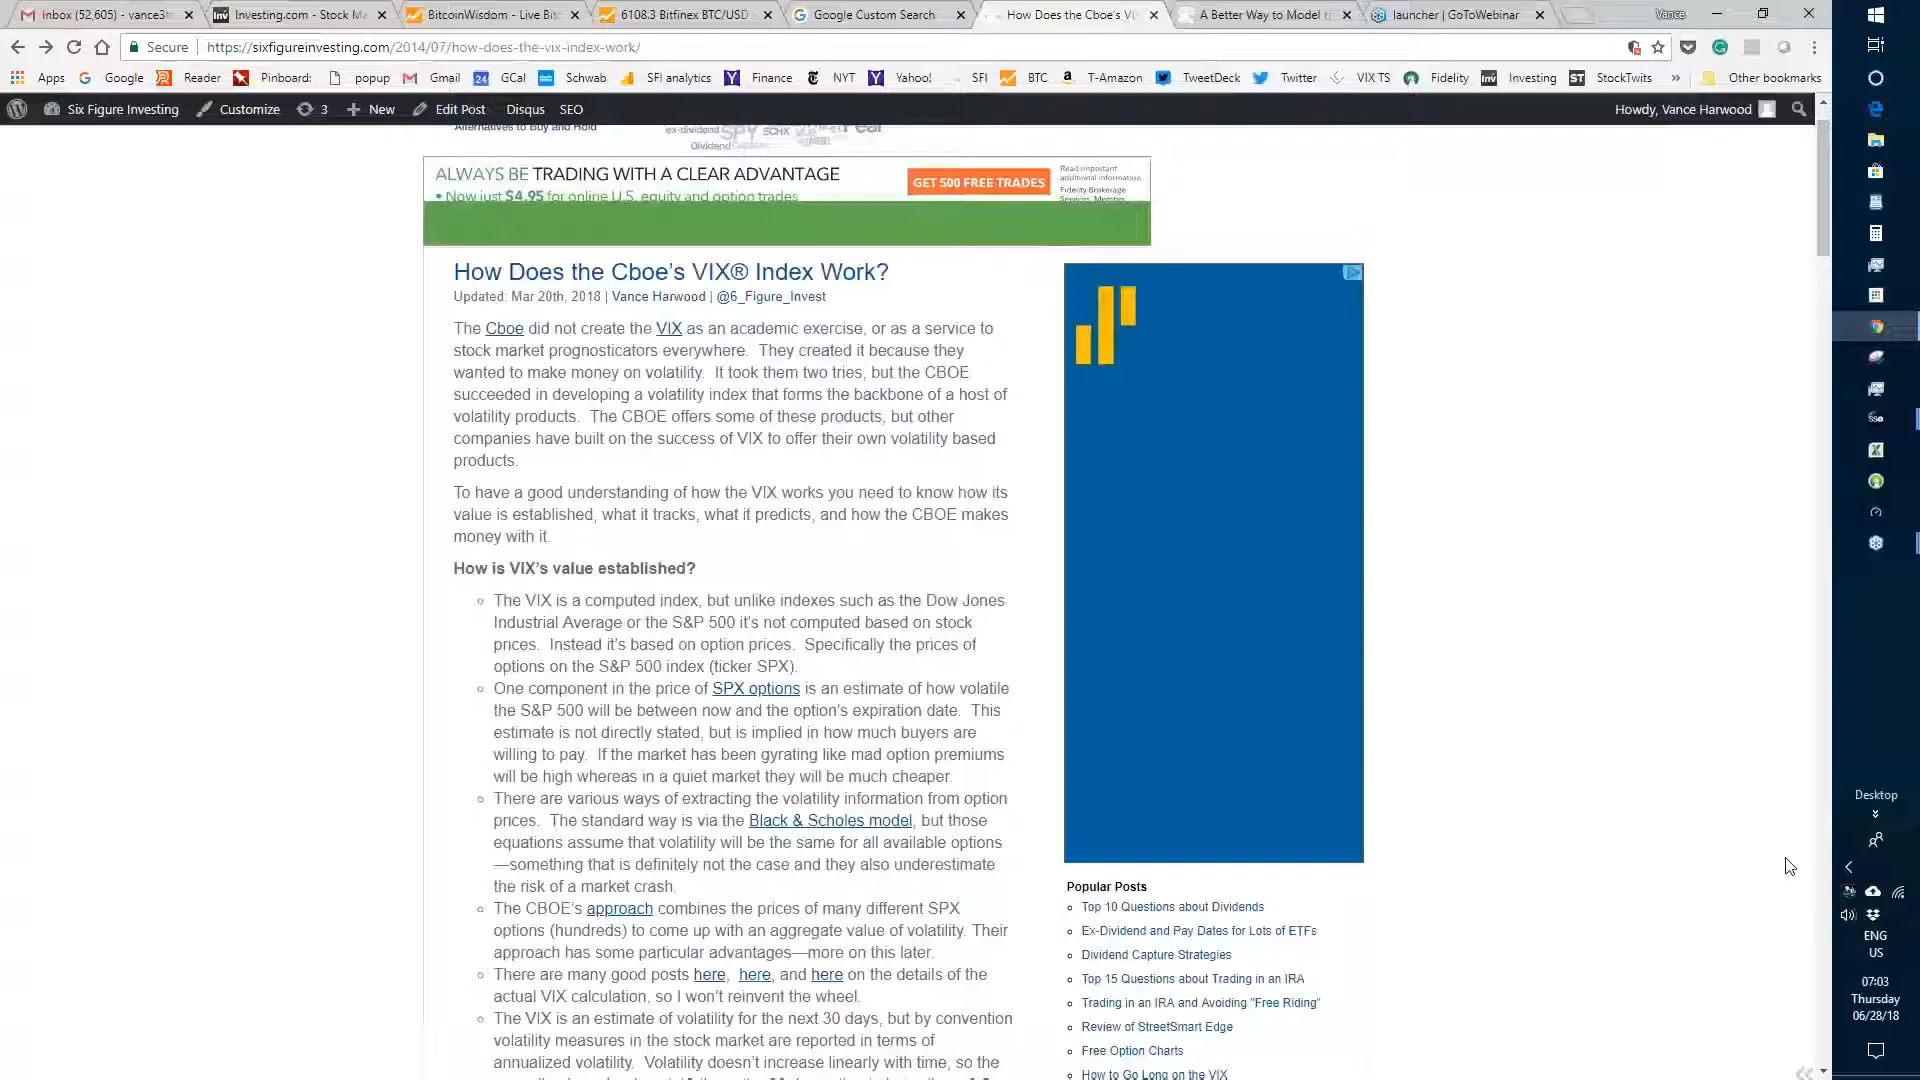 Inbox (52,605) - vance3
Investing.com - Stock M
BitcoinWisdom - Live Bit
6108.3 Bitfinex BTC/USD
Google Custom Search
How Does the Cboe's VI
A Better Way to Model t
launcher | GoToWebinar
Vance
Secure https://sixfigureinvesting.com/2014/07/how-does-the-vix-index-work/
Apps Google Reader Pinboard: popup Gmail GCal Schwab SFI analytics Finance NYT Yahoo! SFI BTC T-Amazon TweetDeck Twitter VIX TS Fidelity Investing StockTwits » Other bookmarks
Six Figure Investing Customize 3 New Edit Post Disqus SEO Howdy, Vance Harwood
Alternatives to Buy and Hold
ex-dividend SPY ECHX Fear
Dividend
ALWAYS BE TRADING WITH A CLEAR ADVANTAGE
• Now just $4.95 for online U.S. equity and option trades
GET 500 FREE TRADES
Read important
additional information.
Fidelity Brokerage
Services, Member
How Does the Cboe's VIX® Index Work?
Updated: Mar 20th, 2018 | Vance Harwood | @6_Figure_Invest
The Cboe did not create the VIX as an academic exercise, or as a service to
stock market prognosticators everywhere. They created it because they
wanted to make money on volatility. It took them two tries, but the CBOE
succeeded in developing a volatility index that forms the backbone of a host of
volatility products. The CBOE offers some of these products, but other
companies have built on the success of VIX to offer their own volatility based
products.
To have a good understanding of how the VIX works you need to know how its
value is established, what it tracks, what it predicts, and how the CBOE makes
money with it.
How is VIX's value established?
The VIX is a computed index, but unlike indexes such as the Dow Jones
Industrial Average or the S&P 500 it's not computed based on stock
prices. Instead it's based on option prices. Specifically the prices of
options on the S&P 500 index (ticker SPX).
One component in the price of SPX options is an estimate of how volatile
the S&P 500 will be between now and the option's expiration date. This
estimate is not directly stated, but is implied in how much buyers are
willing to pay. If the market has been gyrating like mad option premiums
will be high whereas in a quiet market they will be much cheaper.
There are various ways of extracting the volatility information from option
prices. The standard way is via the Black & Scholes model, but those
equations assume that volatility will be the same for all available options
—something that is definitely not the case and they also underestimate
the risk of a market crash.
The CBOE's approach combines the prices of many different SPX
options (hundreds) to come up with an aggregate value of volatility. Their
approach has some particular advantages—more on this later.
There are many good posts here, here, and here on the details of the
actual VIX calculation, so I won't reinvent the wheel.
The VIX is an estimate of volatility for the next 30 days, but by convention
volatility measures in the stock market are reported in terms of
annualized volatility. Volatility doesn't increase linearly with time, so the
Popular Posts
Top 10 Questions about Dividends
Ex-Dividend and Pay Dates for Lots of ETFs
Dividend Capture Strategies
Top 15 Questions about Trading in an IRA
Trading in an IRA and Avoiding "Free Riding"
Review of StreetSmart Edge
Free Option Charts
How to Go Long on the VIX
Desktop
ENG
US
07:03
Thursday
06/28/18